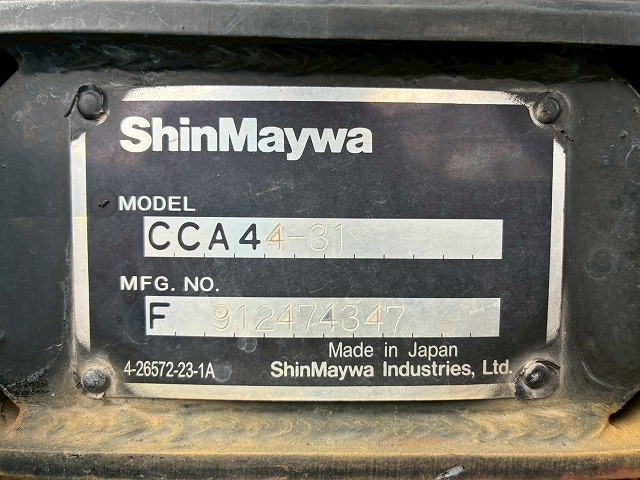 ShinMaywa
MODEL
CCA44-31
MFG. NO.
F 912474347
Made in Japan
4-26572-23-1A
ShinMaywa Industries, Ltd.